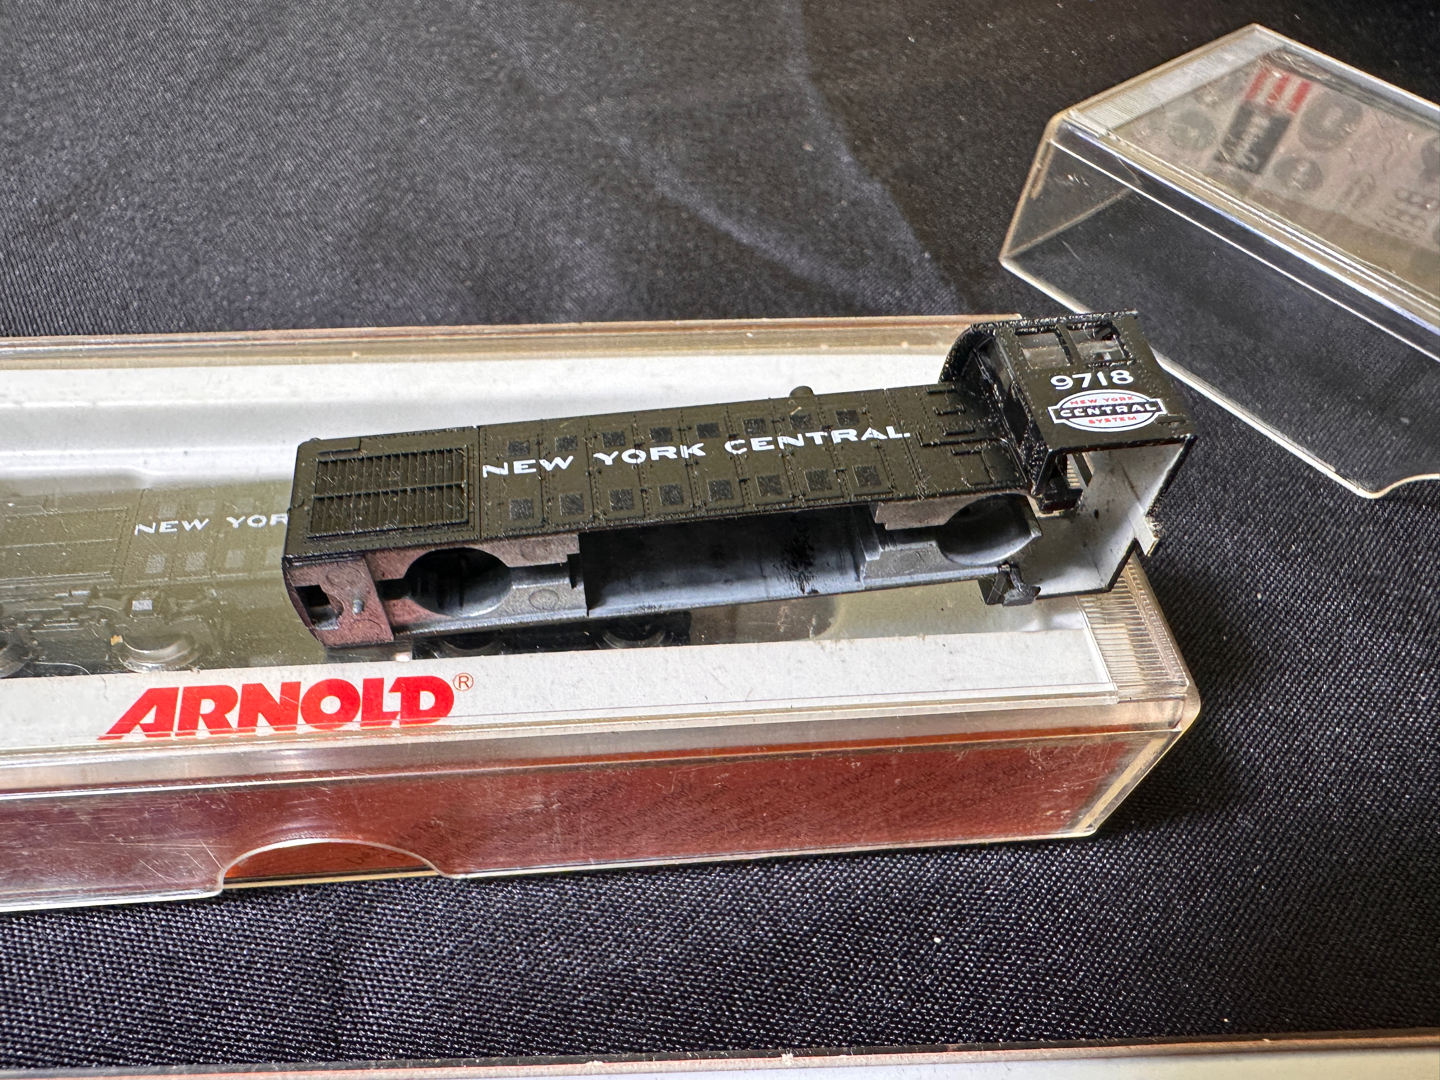 9718
NEW YORK
CENTRAL
SYSTEM
NEW YORK CENTRAL
NEW YOR
ARNOLD®